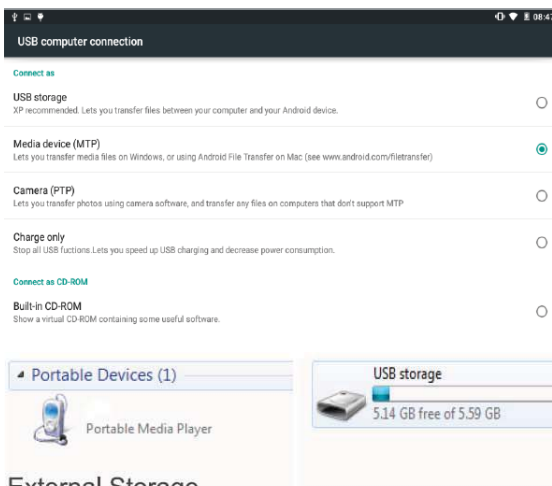 08:47
USB computer connection
Connect as
USB storage
XP recommended. Lets you transfer files between your computer and your Android device.
Media device (MTP)
Lets you transfer media files on Windows, or using Android File Transfer on Mac (see www.android.com/filetransfer)
Camera (PTP)
Lets you transfer photos using camera software, and transfer any files on computers that don't support MTP
Charge only
Stop all USB fuctions.Lets you speed up USB charging and decrease power consumption.
Connect as CD-ROM
Built-in CD-ROM
Show a virtual CD-ROM containing some useful software.
Portable Devices (1)
Portable Media Player
USB storage
5.14 GB free of 5.59 GB
External Storage